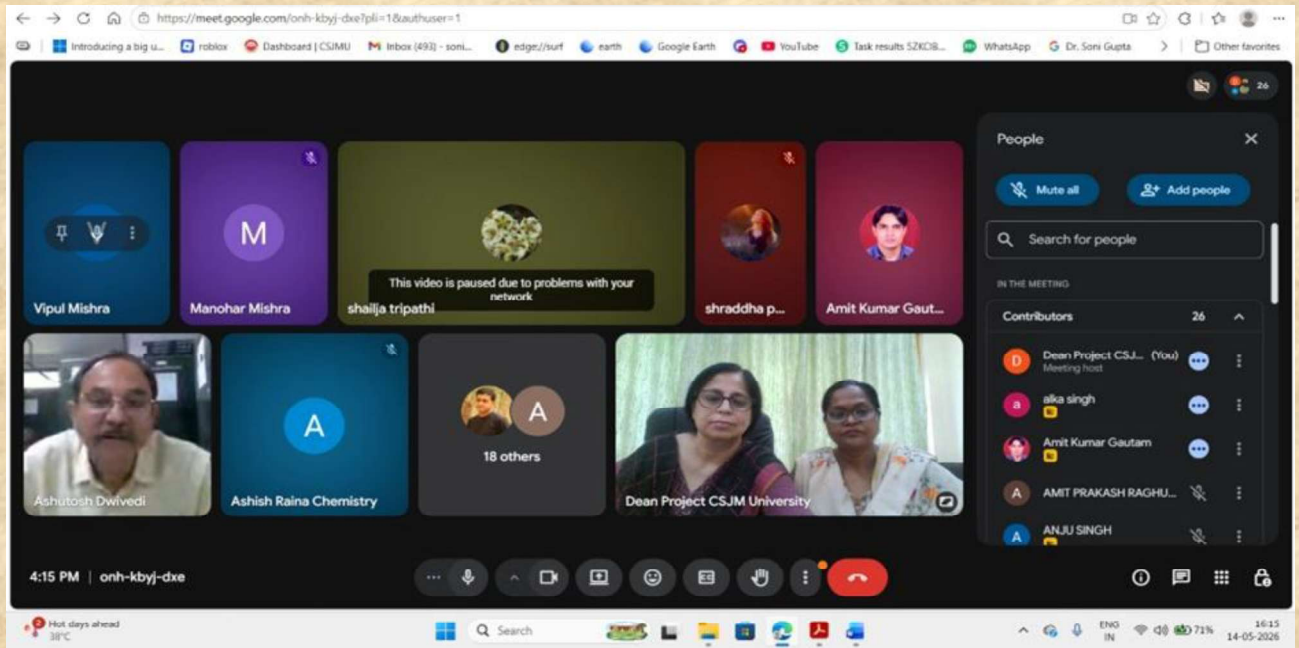 https://meet.google.com/onh-kbyj-dxe?pli=1&authuser=1
Introducing a big u... roblox Dashboard | CSJMU Inbox (493) - soni... edge://surf earth Google Earth YouTube Task results SZKCIB... WhatsApp Dr. Soni Gupta Other favorites
26
People
Mute all Add people
Search for people
IN THE MEETING
Contributors 26
Dean Project CSJ... (You)
Meeting host
alka singh
Amit Kumar Gautam
A AMIT PRAKASH RAGHU...
A ANJU SINGH
D
a
M
This video is paused due to problems with your
network
Vipul Mishra
Manohar Mishra
shailja tripathi
shraddha p...
Amit Kumar Gaut...
A
A
18 others
Ashutosh Dwivedi
Ashish Raina Chemistry
Dean Project CSJM University
4:15 PM | onh-kbyj-dxe
2
Hot days ahead
38°C
Search
ENG
IN
71%
16:15
14-05-2026